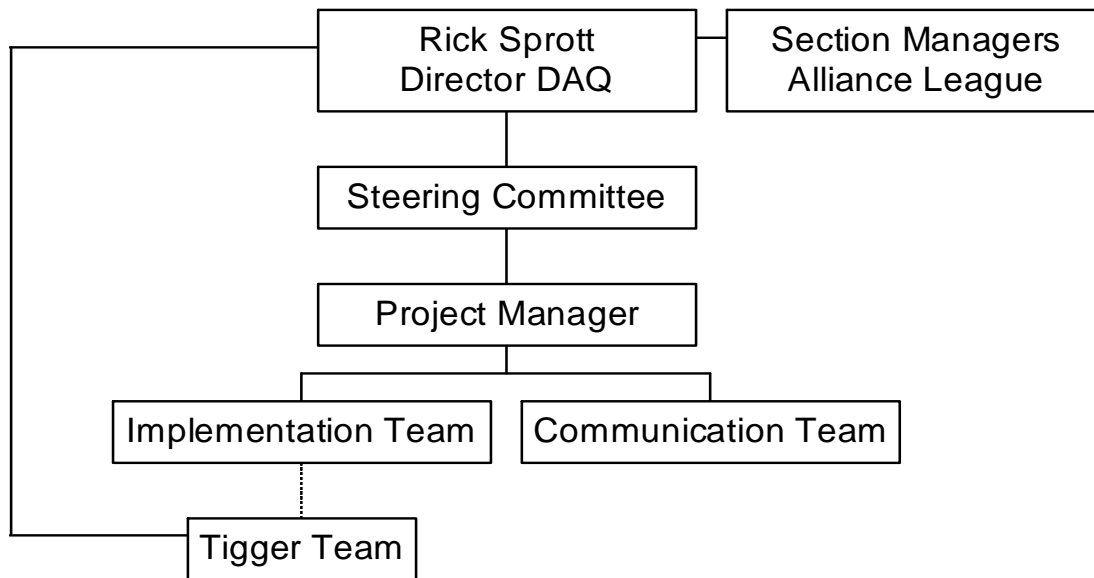 Rick Sprott
Director DAQ
Section Managers
Alliance League
Steering Committee
Project Manager
Implementation Team
Communication Team
Tigger Team